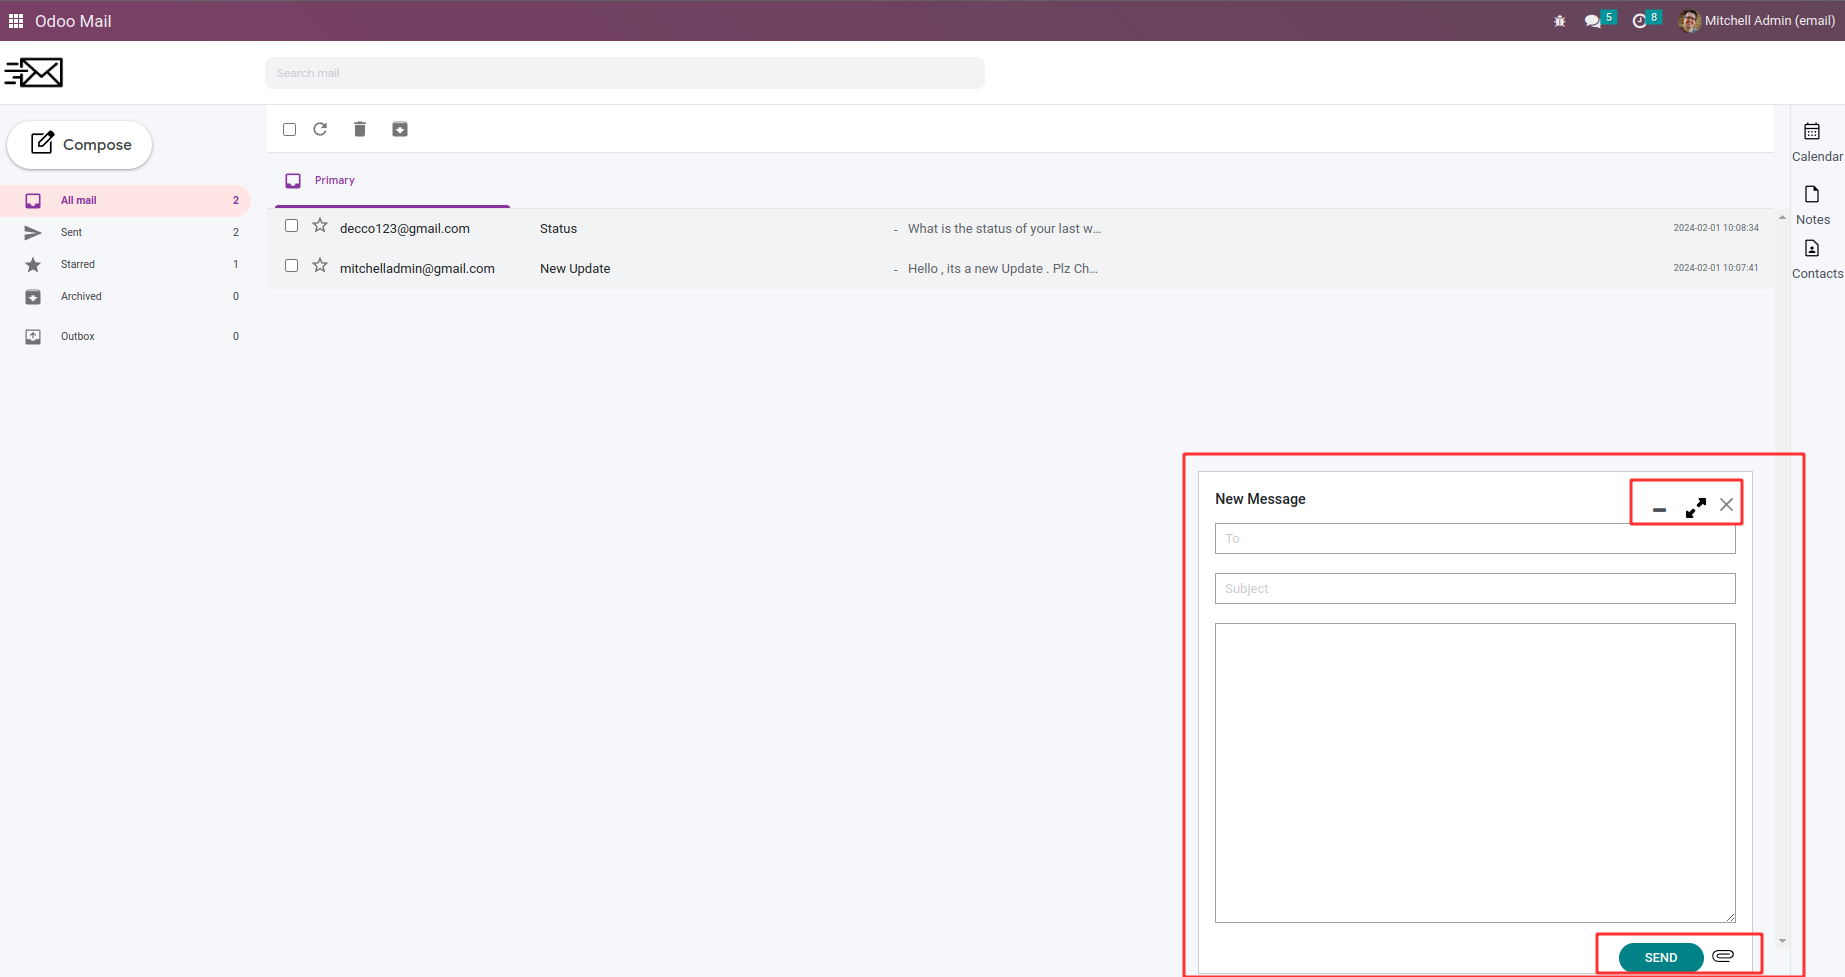 Odoo Mail
5
8
Mitchell Admin (email)
Search mail
Compose
All mail 2
Sent 2
Starred 1
Archived 0
Outbox 0
Primary
decco123@gmail.com Status - What is the status of your last w... 2024-02-01 10:08:34
mitchelladmin@gmail.com New Update - Hello , its a new Update . Plz Ch... 2024-02-01 10:07:41
Calendar
Notes
Contacts
New Message
To
Subject
SEND